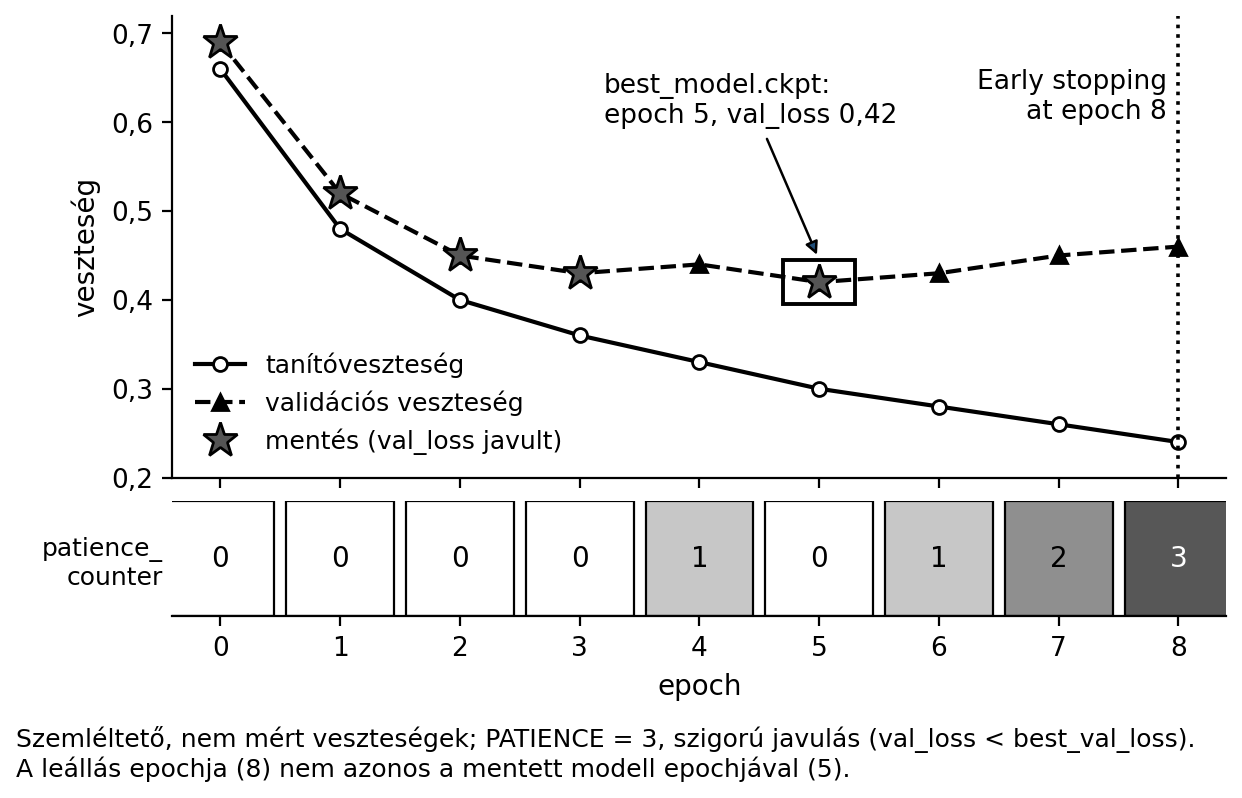 0,7
0,6
0,5
0,4
0,3
0,2
veszteség
best_model.ckpt:
epoch 5, val_loss 0,42
Early stopping
at epoch 8
tanítóveszteség
validációs veszteség
mentés (val_loss javult)
patience_
counter
0 0 0 0 1 0 1 2 3
0 1 2 3 4 5 6 7 8
epoch
Szemléltető, nem mért veszteségek; PATIENCE = 3, szigorú javulás (val_loss < best_val_loss).
A leállás epochja (8) nem azonos a mentett modell epochjával (5).